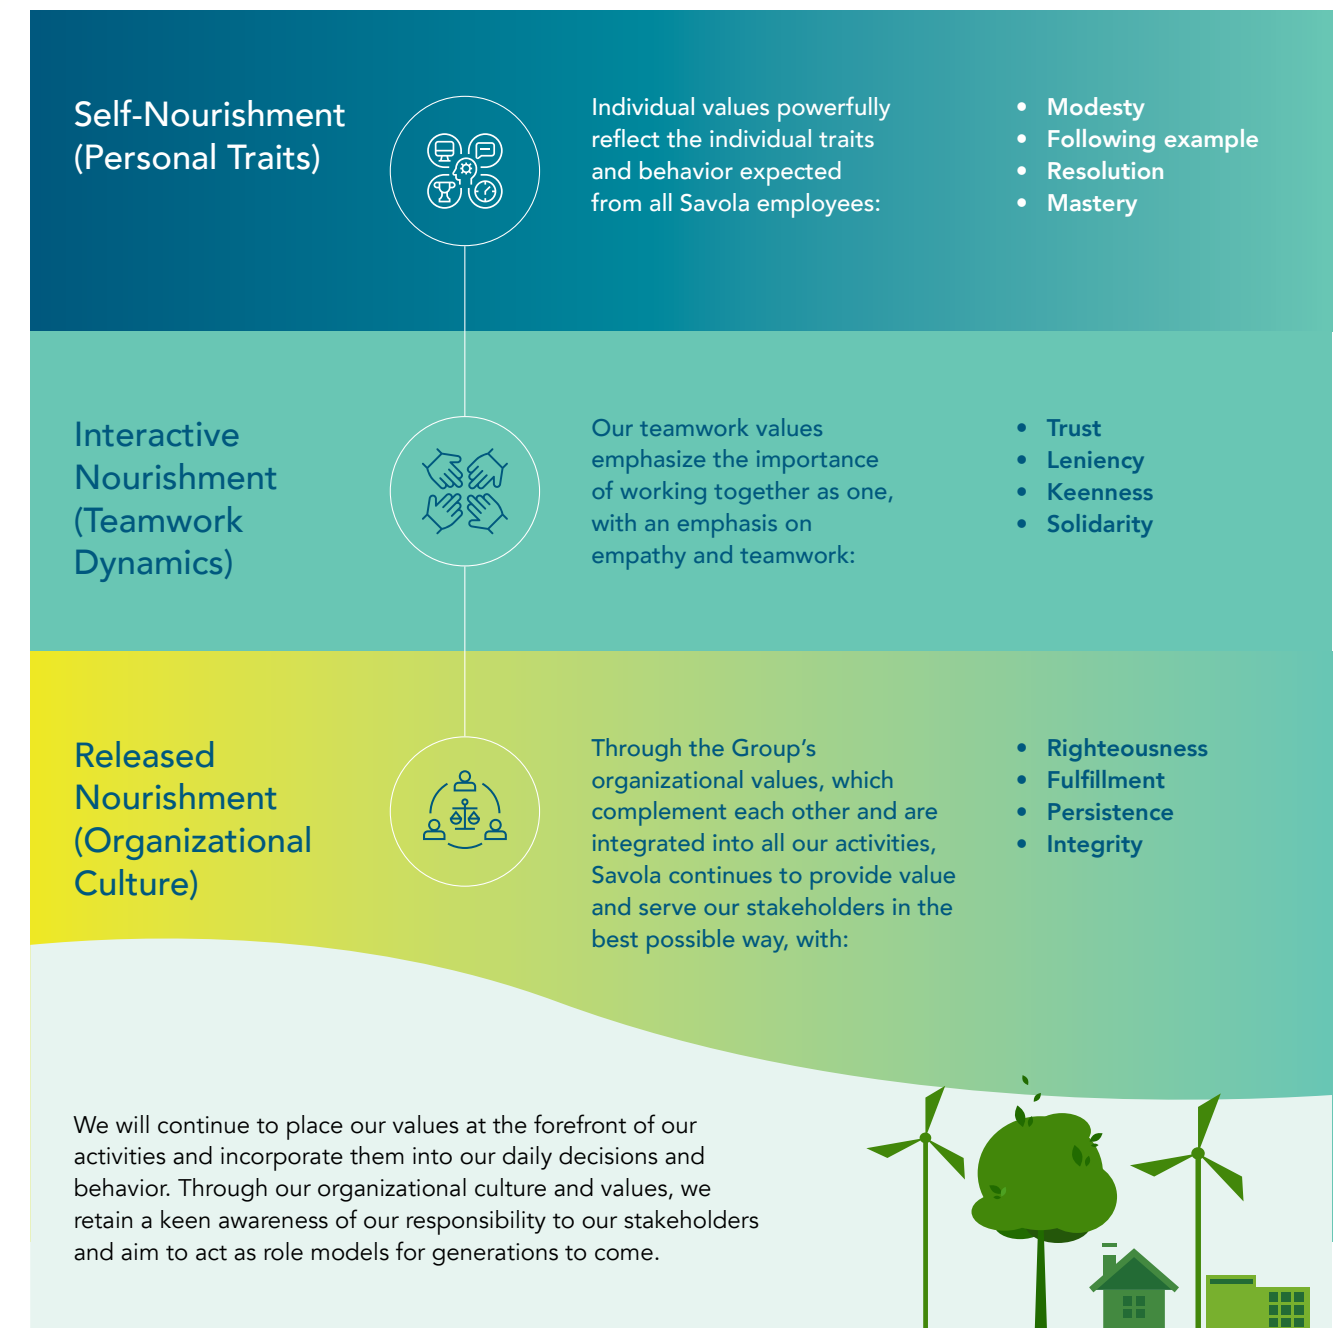 Self-Nourishment
(Personal Traits)
Individual values powerfully
reflect the individual traits
and behavior expected
from all Savola employees:
• Modesty
• Following example
• Resolution
• Mastery
Interactive
Nourishment
(Teamwork
Dynamics)
Our teamwork values
emphasize the importance
of working together as one,
with an emphasis on
empathy and teamwork:
• Trust
• Leniency
• Keenness
• Solidarity
Released
Nourishment
(Organizational
Culture)
Through the Group’s
organizational values, which
complement each other and are
integrated into all our activities,
Savola continues to provide value
and serve our stakeholders in the
best possible way, with:
• Righteousness
• Fulfillment
• Persistence
• Integrity
We will continue to place our values at the forefront of our
activities and incorporate them into our daily decisions and
behavior. Through our organizational culture and values, we
retain a keen awareness of our responsibility to our stakeholders
and aim to act as role models for generations to come.